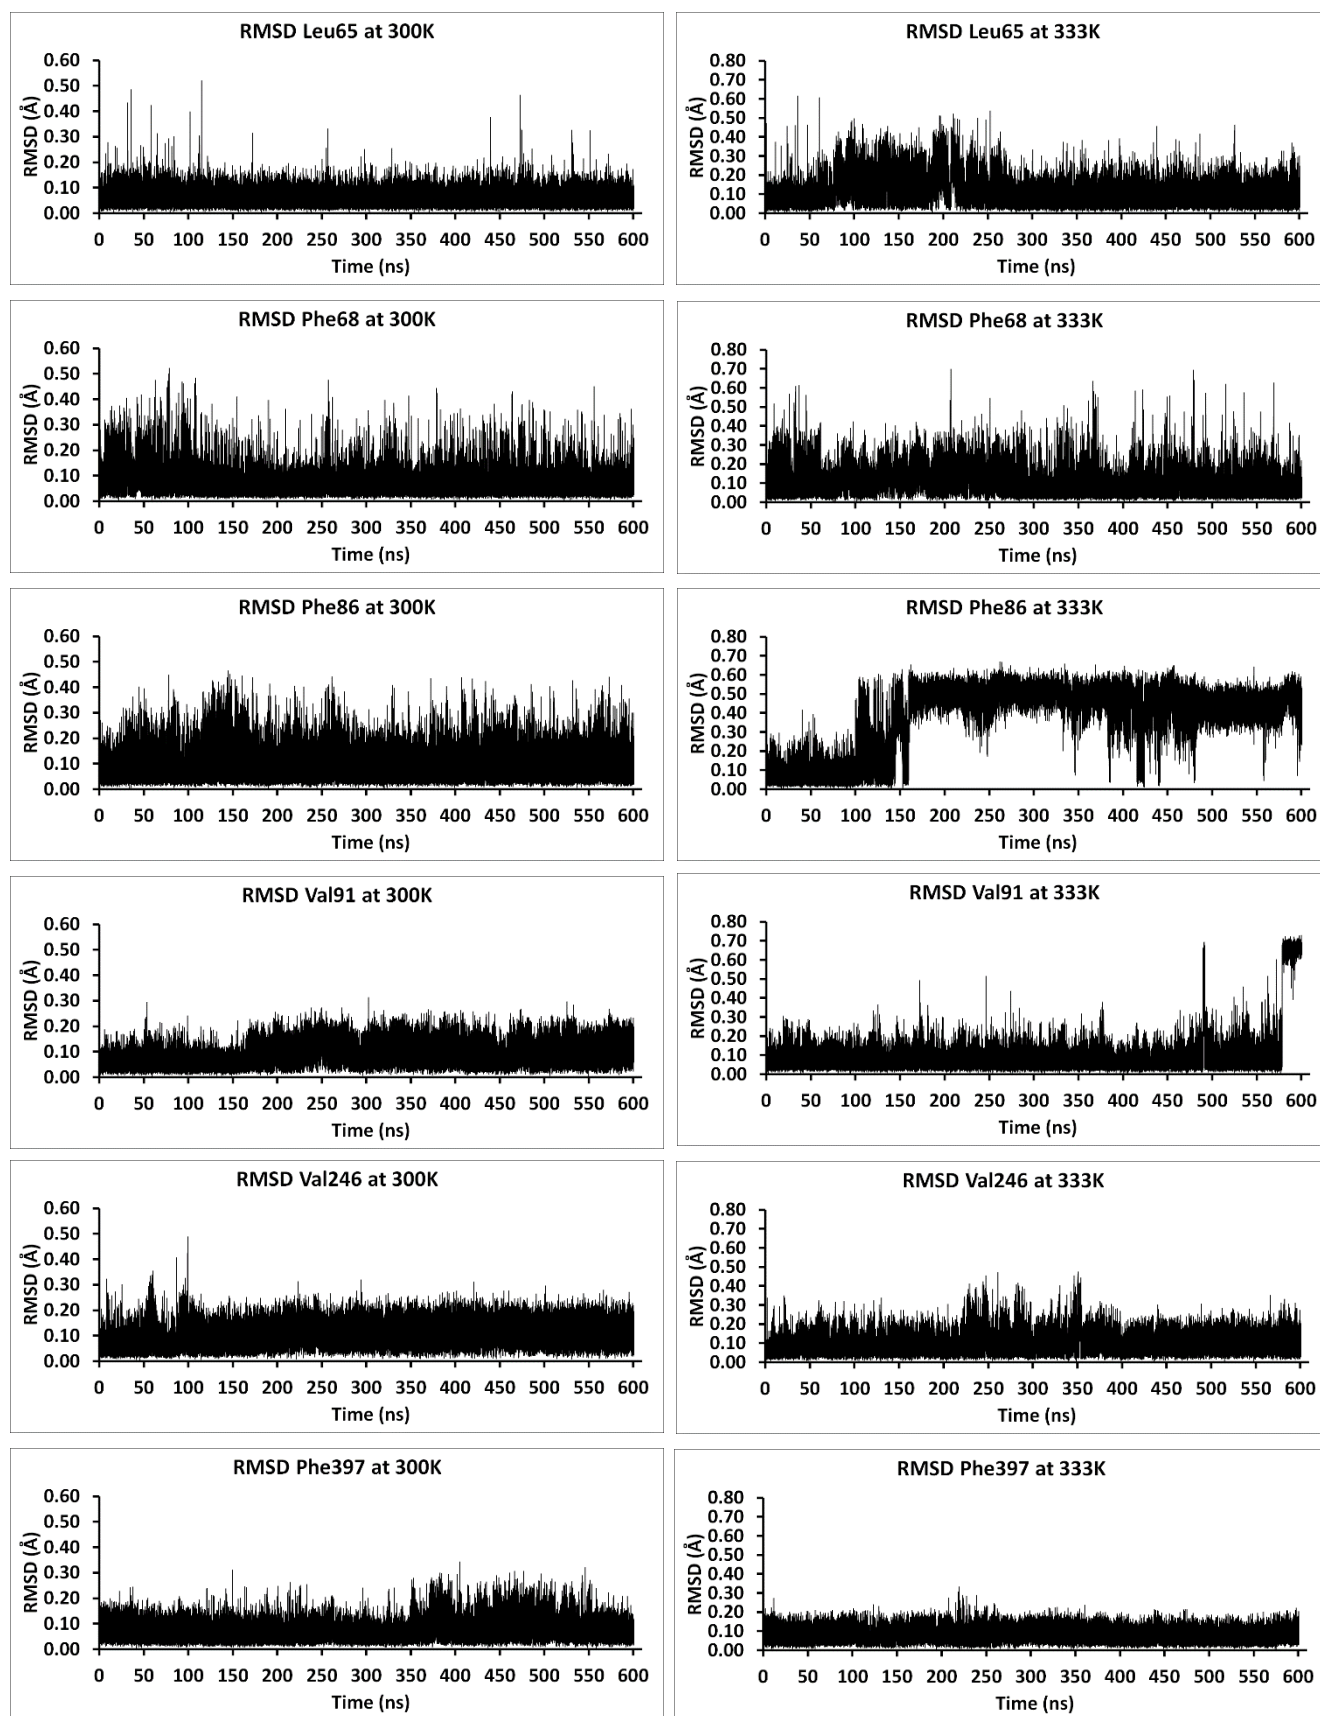 RMSD Leu65 at 300K
RMSD (Å)
0.60
0.50
0.40
0.30
0.20
0.10
0.00
0 50 100 150 200 250 300 350 400 450 500 550 600
Time (ns)
RMSD Leu65 at 333K
RMSD (Å)
0.80
0.70
0.60
0.50
0.40
0.30
0.20
0.10
0.00
0 50 100 150 200 250 300 350 400 450 500 550 600
Time (ns)
RMSD Phe68 at 300K
RMSD (Å)
0.60
0.50
0.40
0.30
0.20
0.10
0.00
0 50 100 150 200 250 300 350 400 450 500 550 600
Time (ns)
RMSD Phe68 at 333K
RMSD (Å)
0.80
0.70
0.60
0.50
0.40
0.30
0.20
0.10
0.00
0 50 100 150 200 250 300 350 400 450 500 550 600
Time (ns)
RMSD Phe86 at 300K
RMSD (Å)
0.60
0.50
0.40
0.30
0.20
0.10
0.00
0 50 100 150 200 250 300 350 400 450 500 550 600
Time (ns)
RMSD Phe86 at 333K
RMSD (Å)
0.80
0.70
0.60
0.50
0.40
0.30
0.20
0.10
0.00
0 50 100 150 200 250 300 350 400 450 500 550 600
Time (ns)
RMSD Val91 at 300K
RMSD (Å)
0.60
0.50
0.40
0.30
0.20
0.10
0.00
0 50 100 150 200 250 300 350 400 450 500 550 600
Time (ns)
RMSD Val91 at 333K
RMSD (Å)
0.80
0.70
0.60
0.50
0.40
0.30
0.20
0.10
0.00
0 50 100 150 200 250 300 350 400 450 500 550 600
Time (ns)
RMSD Val246 at 300K
RMSD (Å)
0.60
0.50
0.40
0.30
0.20
0.10
0.00
0 50 100 150 200 250 300 350 400 450 500 550 600
Time (ns)
RMSD Val246 at 333K
RMSD (Å)
0.80
0.70
0.60
0.50
0.40
0.30
0.20
0.10
0.00
0 50 100 150 200 250 300 350 400 450 500 550 600
Time (ns)
RMSD Phe397 at 300K
RMSD (Å)
0.60
0.50
0.40
0.30
0.20
0.10
0.00
0 50 100 150 200 250 300 350 400 450 500 550 600
Time (ns)
RMSD Phe397 at 333K
RMSD (Å)
0.80
0.70
0.60
0.50
0.40
0.30
0.20
0.10
0.00
0 50 100 150 200 250 300 350 400 450 500 550 600
Time (ns)